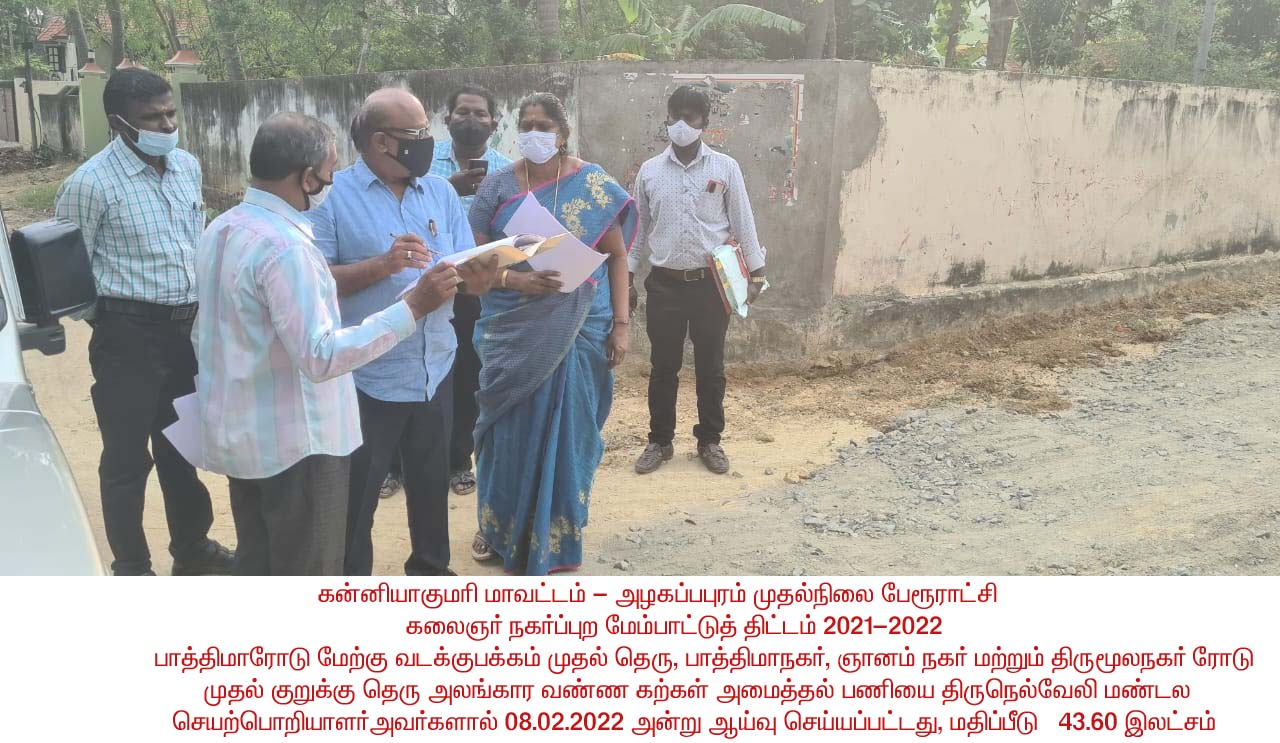 கன்னியாகுமரி மாவட்டம் – அழகப்பபுரம் முதல்நிலை பேரூராட்சி
கலைஞர் நகர்ப்புற மேம்பாட்டுத் திட்டம் 2021–2022
பாத்திமாரோடு மேற்கு வடக்குபக்கம் முதல் தெரு, பாத்திமாநகர், ஞானம் நகர் மற்றும் திருமூலநகர் ரோடு
முதல் குறுக்கு தெரு அலங்கார வண்ண கற்கள் அமைத்தல் பணியை திருநெல்வேலி மண்டல
செயற்பொறியாளர்அவர்களால் 08.02.2022 அன்று ஆய்வு செய்யப்பட்டது, மதிப்பீடு 43.60 இலட்சம்